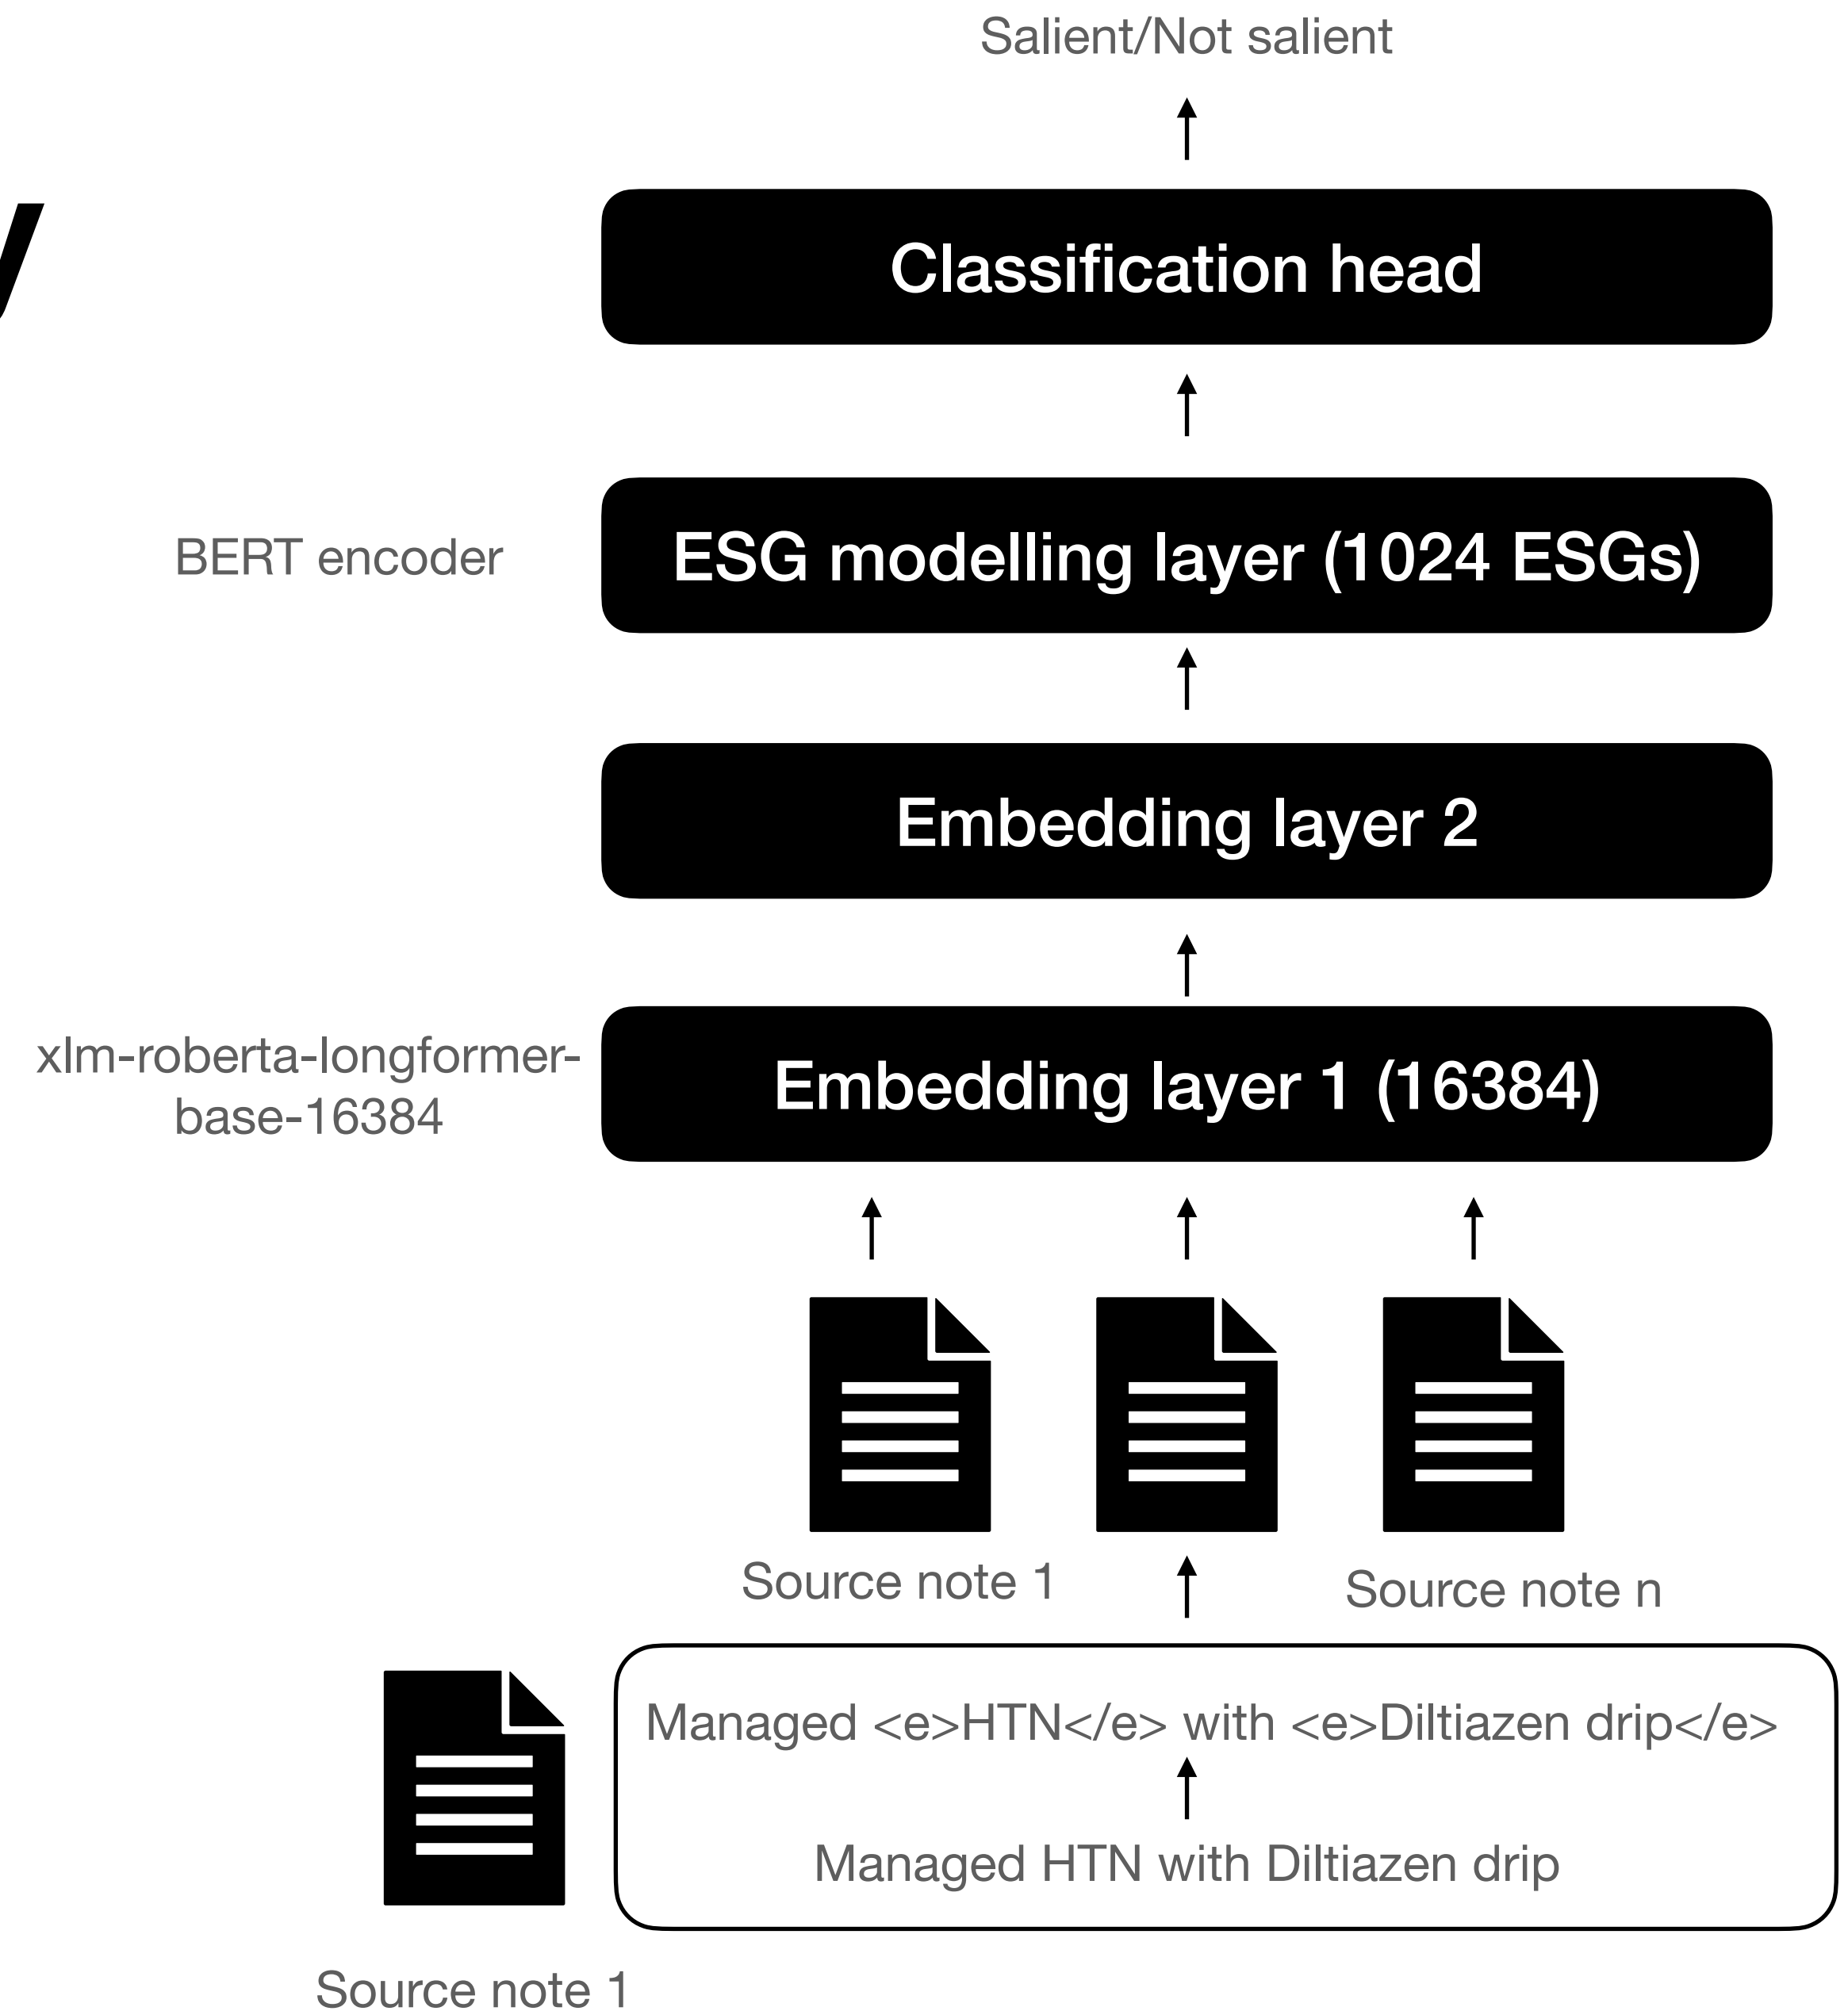 Salient/Not salient
y
Classification head
BERT encoder
ESG modelling layer (1024 ESGs)
Embedding layer 2
xlm-roberta-longformer-
base-16384
Embedding layer 1 (16384)
Source note 1
Source note n
Managed <e>HTN</e> with <e>Diltiazen drip</e>
Managed HTN with Diltiazen drip
Source note 1